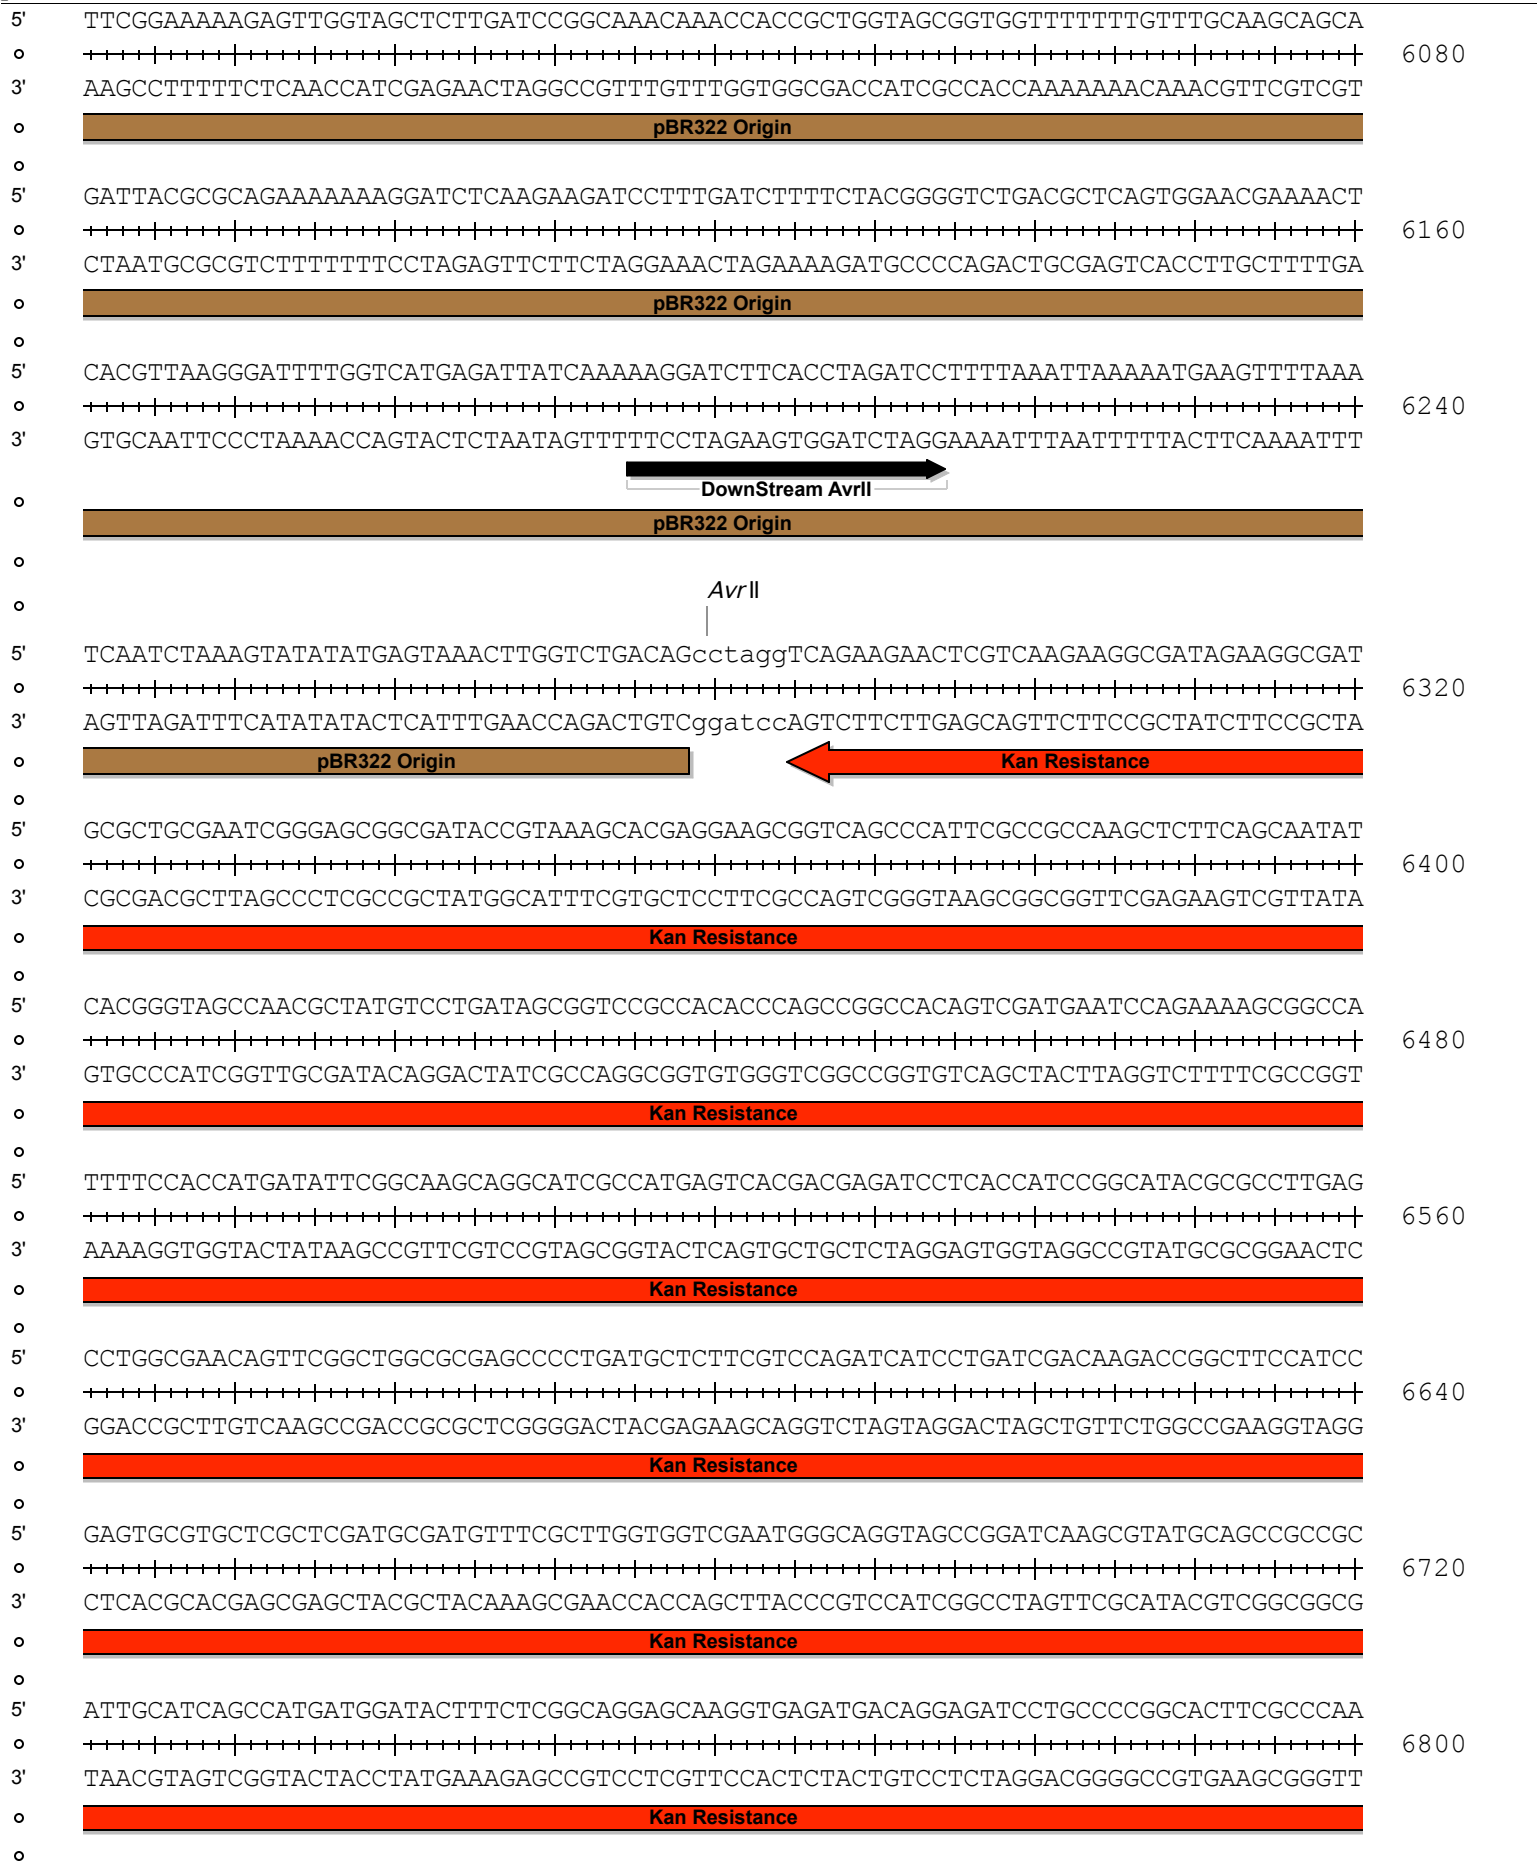 5' TTCGGAAAAAGAGTTGGTAGCTCTTGATCCGGCAAACAAACCACCGCTGGTAGCGGTGGTTTTTTTGTTTGCAAGCAGCA
6080
3' AAGCCTTTTTCTCAACCATCGAGAACTAGGCCGTTTGTTTGGTGGCGACCATCGCCACCAAAAAAACAAACGTTCGTCGT
pBR322 Origin
5' GATTACGCGCAGAAAAAAAGGATCTCAAGAAGATCCTTTGATCTTTTCTACGGGGTCTGACGCTCAGTGGAACGAAAACT
6160
3' CTAATGCGCGTCTTTTTTTCCTAGAGTTCTTCTAGGAAACTAGAAAAGATGCCCCAGACTGCGAGTCACCTTGCTTTTGA
pBR322 Origin
5' CACGTTAAGGGATTTTGGTCATGAGATTATCAAAAAGGATCTTCACCTAGATCCTTTTAAATTAAAAATGAAGTTTTAAA
6240
3' GTGCAATTCCCTAAAACCAGTACTCTAATAGTTTTTCCTAGAAGTGGATCTAGGAAAATTTAATTTTTACTTCAAAATTT
DownStream AvrII
pBR322 Origin
AvrII
5' TCAATCTAAAGTATATATGAGTAAACTTGGTCTGACAGcctaggTCAGAAGAACTCGTCAAGAAGGCGATAGAAGGCGAT
6320
3' AGTTAGATTTCATATATACTCATTTGAACCAGACTGTCggatccAGTCTTCTTGAGCAGTTCTTCCGCTATCTTCCGCTA
pBR322 Origin Kan Resistance
5' GCGCTGCGAATCGGGAGCGGCGATACCGTAAAGCACGAGGAAGCGGTCAGCCCATTCGCCGCCAAGCTCTTCAGCAATAT
6400
3' CGCGACGCTTAGCCCTCGCCGCTATGGCATTTCGTGCTCCTTCGCCAGTCGGGTAAGCGGCGGTTCGAGAAGTCGTTATA
Kan Resistance
5' CACGGGTAGCCAACGCTATGTCCTGATAGCGGTCCGCCACACCCAGCCGGCCACAGTCGATGAATCCAGAAAAGCGGCCA
6480
3' GTGCCCATCGGTTGCGATACAGGACTATCGCCAGGCGGTGTGGGTCGGCCGGTGTCAGCTACTTAGGTCTTTTCGCCGGT
Kan Resistance
5' TTTTCCACCATGATATTCGGCAAGCAGGCATCGCCATGAGTCACGACGAGATCCTCACCATCCGGCATACGCGCCTTGAG
6560
3' AAAAGGTGGTACTATAAGCCGTTCGTCCGTAGCGGTACTCAGTGCTGCTCTAGGAGTGGTAGGCCGTATGCGCGGAACTC
Kan Resistance
5' CCTGGCGAACAGTTCGGCTGGCGCGAGCCCCTGATGCTCTTCGTCCAGATCATCCTGATCGACAAGACCGGCTTCCATCC
6640
3' GGACCGCTTGTCAAGCCGACCGCGCTCGGGGACTACGAGAAGCAGGTCTAGTAGGACTAGCTGTTCTGGCCGAAGGTAGG
Kan Resistance
5' GAGTGCGTGCTCGCTCGATGCGATGTTTCGCTTGGTGGTCGAATGGGCAGGTAGCCGGATCAAGCGTATGCAGCCGCCGC
6720
3' CTCACGCACGAGCGAGCTACGCTACAAAGCGAACCACCAGCTTACCCGTCCATCGGCCTAGTTCGCATACGTCGGCGGCG
Kan Resistance
5' ATTGCATCAGCCATGATGGATACTTTCTCGGCAGGAGCAAGGTGAGATGACAGGAGATCCTGCCCCGGCACTTCGCCCAA
6800
3' TAACGTAGTCGGTACTACCTATGAAAGAGCCGTCCTCGTTCCACTCTACTGTCCTCTAGGACGGGGCCGTGAAGCGGGTT
Kan Resistance